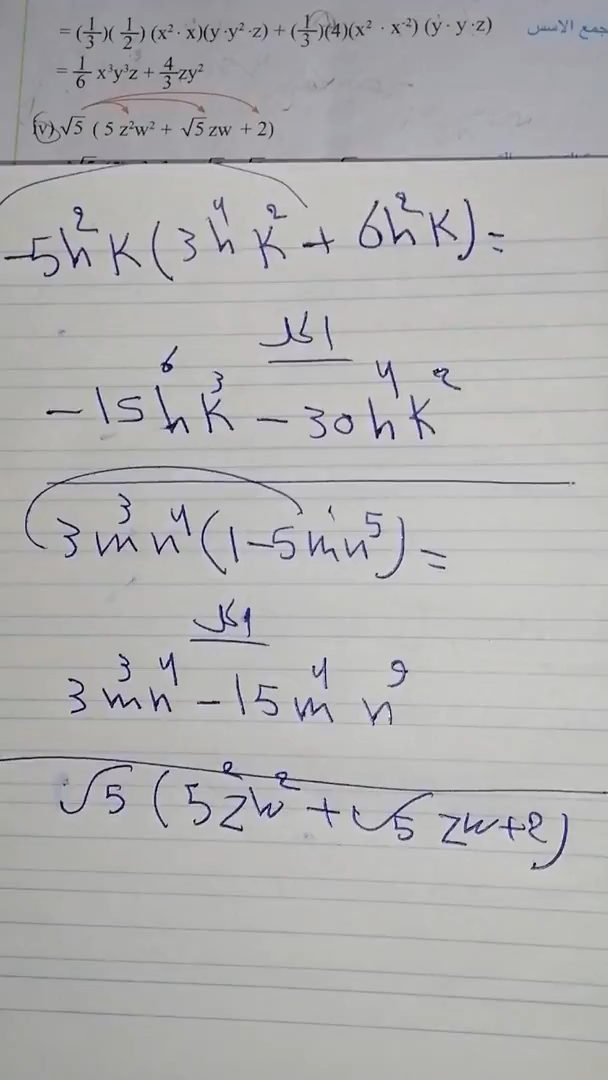 = (1/3)(1/2) (x² · x)(y · y² · z) + (1/3)(4)(x² · x⁻²) (y · y · z) جمع الاسس
= 1/6 x³y³z + 4/3 zy²
(v) √5 ( 5 z²w² + √5 zw + 2)
-5h²k(3h⁴k² + 6h²k) =
الحل
-15h⁶k³ - 30h⁴k²
3m³n⁴(1-5m¹n⁵) =
الحل
3m³n⁴ - 15m⁴n⁹
√5 (5z²w² + √5 zw+2)